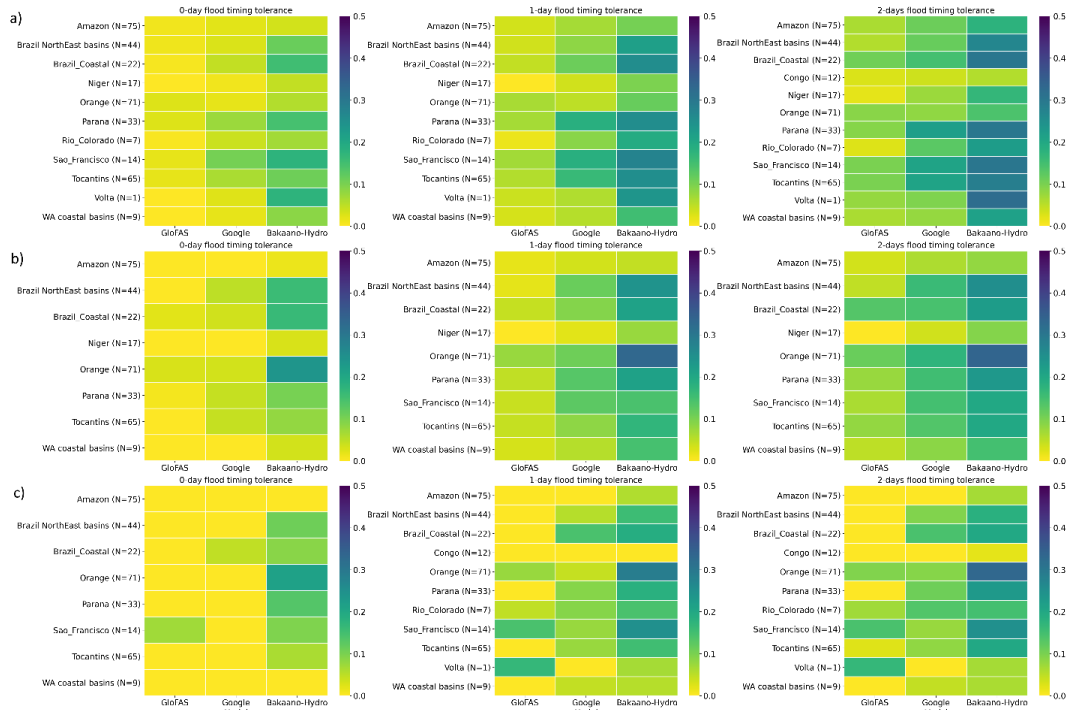 a)
0-day flood timing tolerance
Amazon (N=75)
Brazil NorthEast basins (N=44)
Brazil_Coastal (N=22)
Niger (N=17)
Orange (N=71)
Parana (N=33)
Rio_Colorado (N=7)
Sao_Francisco (N=14)
Tocantins (N=65)
Volta (N=1)
WA coastal basins (N=9)
GloFAS Google Bakaano-Hydro
0.5
0.4
0.3
0.2
0.1
0.0
1-day flood timing tolerance
Amazon (N=75)
Brazil NorthEast basins (N=44)
Brazil_Coastal (N=22)
Niger (N=17)
Orange (N=71)
Parana (N=33)
Rio_Colorado (N=7)
Sao_Francisco (N=14)
Tocantins (N=65)
Volta (N=1)
WA coastal basins (N=9)
GloFAS Google Bakaano-Hydro
0.5
0.4
0.3
0.2
0.1
0.0
2-days flood timing tolerance
Amazon (N=75)
Brazil NorthEast basins (N=44)
Brazil_Coastal (N=22)
Congo (N=12)
Niger (N=17)
Orange (N=71)
Parana (N=33)
Rio_Colorado (N=7)
Sao_Francisco (N=14)
Tocantins (N=65)
Volta (N=1)
WA coastal basins (N=9)
GloFAS Google Bakaano-Hydro
0.5
0.4
0.3
0.2
0.1
0.0
b)
0-day flood timing tolerance
Amazon (N=75)
Brazil NorthEast basins (N=44)
Brazil_Coastal (N=22)
Niger (N=17)
Orange (N=71)
Parana (N=33)
Tocantins (N=65)
WA coastal basins (N=9)
GloFAS Google Bakaano-Hydro
0.5
0.4
0.3
0.2
0.1
0.0
1-day flood timing tolerance
Amazon (N=75)
Brazil NorthEast basins (N=44)
Brazil_Coastal (N=22)
Niger (N=17)
Orange (N=71)
Parana (N=33)
Sao_Francisco (N=14)
Tocantins (N=65)
WA coastal basins (N=9)
GloFAS Google Bakaano-Hydro
0.5
0.4
0.3
0.2
0.1
0.0
2-days flood timing tolerance
Amazon (N=75)
Brazil NorthEast basins (N=44)
Brazil_Coastal (N=22)
Niger (N=17)
Orange (N=71)
Parana (N=33)
Sao_Francisco (N=14)
Tocantins (N=65)
WA coastal basins (N=9)
GloFAS Google Bakaano-Hydro
0.5
0.4
0.3
0.2
0.1
0.0
c)
0-day flood timing tolerance
Amazon (N=75)
Brazil NorthEast basins (N=44)
Brazil_Coastal (N=22)
Orange (N=71)
Parana (N=33)
Sao_Francisco (N=14)
Tocantins (N=65)
WA coastal basins (N=9)
GloFAS Google Bakaano-Hydro
0.5
0.4
0.3
0.2
0.1
0.0
1-day flood timing tolerance
Amazon (N=75)
Brazil NorthEast basins (N=44)
Brazil_Coastal (N=22)
Congo (N=12)
Orange (N=71)
Parana (N=33)
Rio_Colorado (N=7)
Sao_Francisco (N=14)
Tocantins (N=65)
Volta (N=1)
WA coastal basins (N=9)
GloFAS Google Bakaano-Hydro
0.5
0.4
0.3
0.2
0.1
0.0
2-days flood timing tolerance
Amazon (N=75)
Brazil NorthEast basins (N=44)
Brazil_Coastal (N=22)
Congo (N=12)
Orange (N=71)
Parana (N=33)
Rio_Colorado (N=7)
Sao_Francisco (N=14)
Tocantins (N=65)
Volta (N=1)
WA coastal basins (N=9)
GloFAS Google Bakaano-Hydro
0.5
0.4
0.3
0.2
0.1
0.0